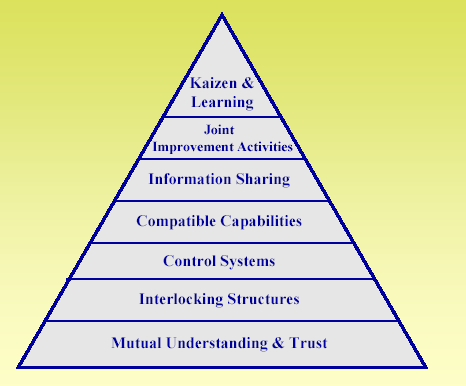 Kaizen &
Learning
Joint
Improvement Activities
Information Sharing
Compatible Capabilities
Control Systems
Interlocking Structures
Mutual Understanding & Trust